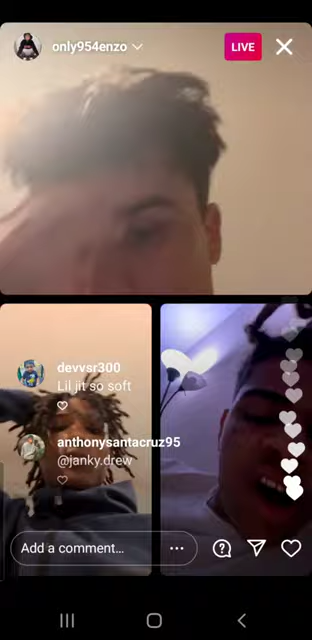 only954enzo
LIVE
devvsr300
Lil jit so soft
anthonysantacruz95
@janky.drew
Add a comment...